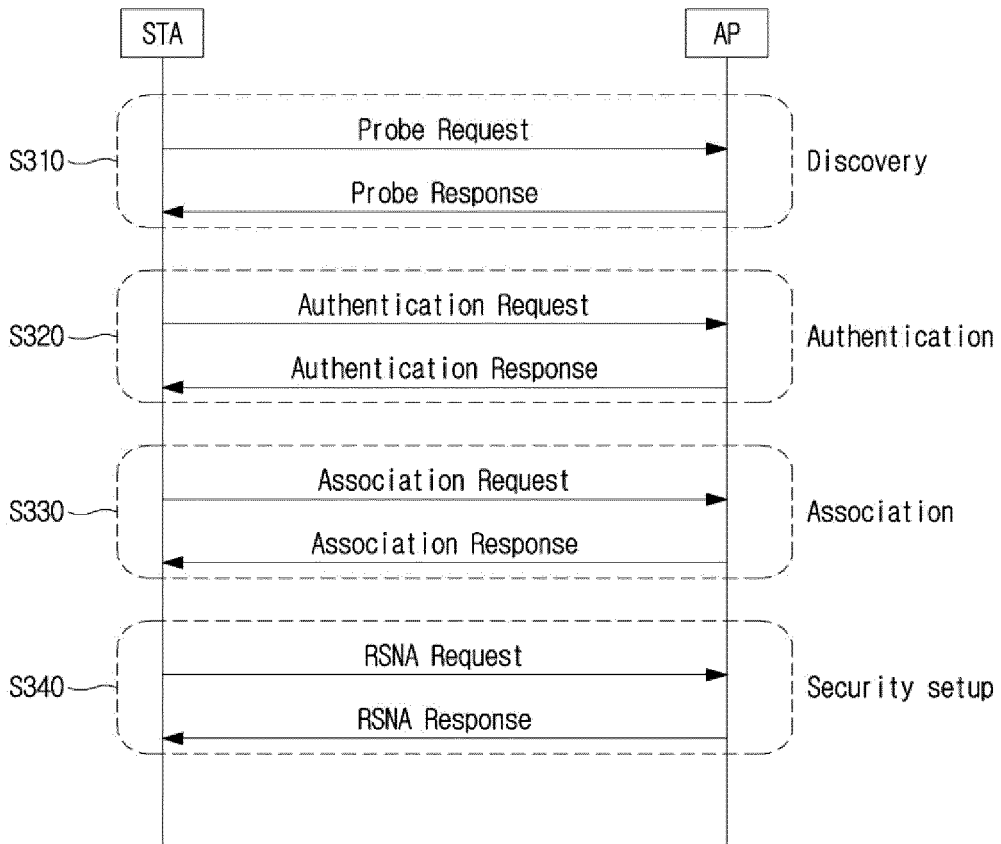 STA
AP
Probe Request
S310
Discovery
Probe Response
Authentication Request
S320
Authentication
Authentication Response
Association Request
S330
Association
Association Response
RSNA Request
S340
Security setup
RSNA Response